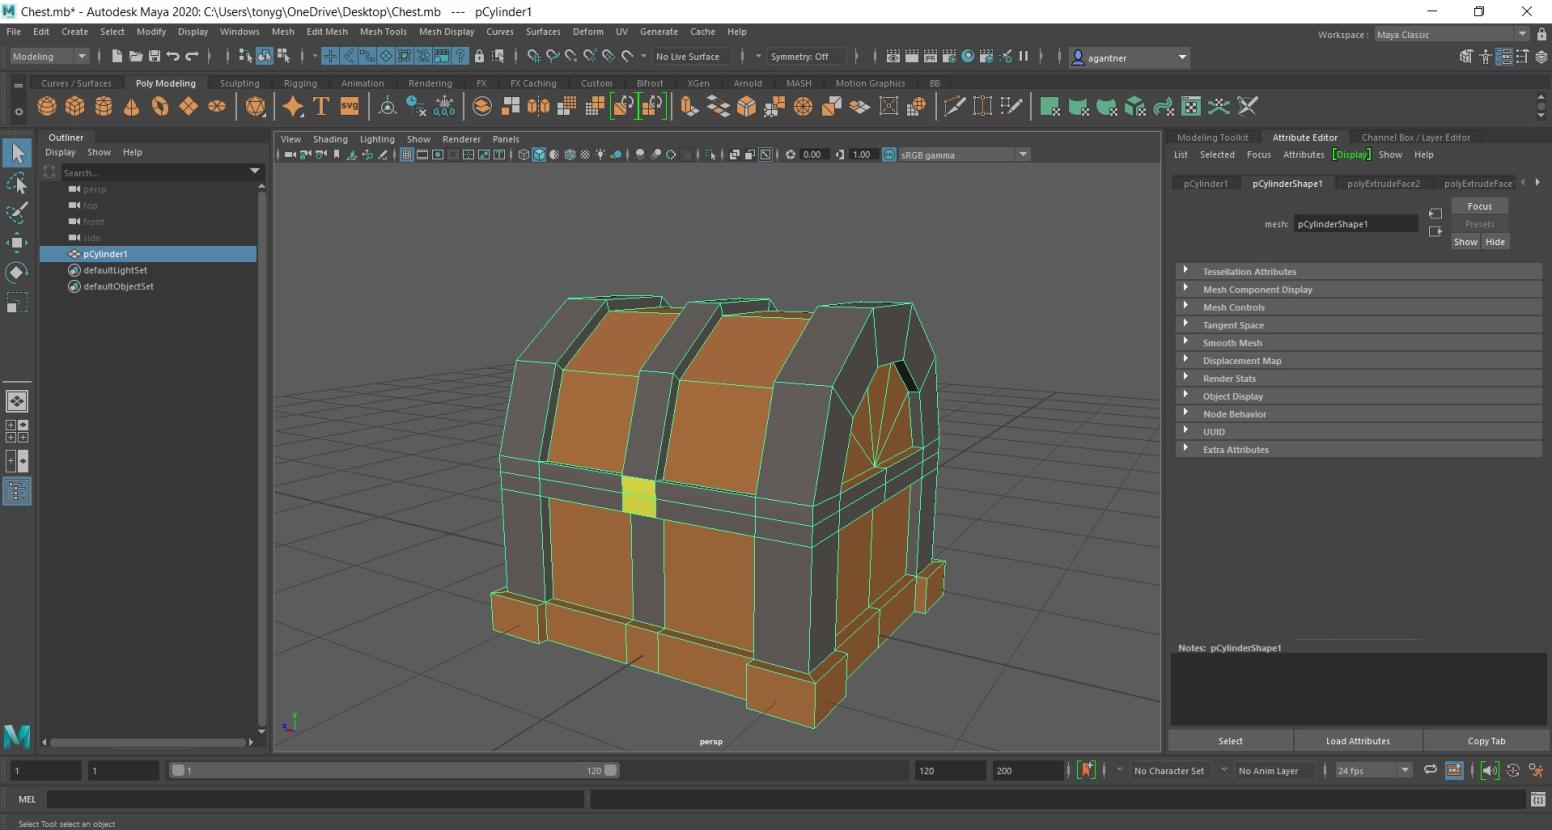 Chest.mb* - Autodesk Maya 2020: C:\Users\tonyg\OneDrive\Desktop\Chest.mb   ---   pCylinder1
File Edit Create Select Modify Display Windows Mesh Edit Mesh Mesh Tools Mesh Display Curves Surfaces Deform UV Generate Cache Help
Workspace : Maya Classic
Modeling No Live Surface Symmetry: Off agantner
Curves / Surfaces Poly Modeling Sculpting Rigging Animation Rendering FX FX Caching Custom Bifrost XGen Arnold MASH Motion Graphics BB
T SVG 0,0,0
Outliner
Display Show Help
Search...
persp
top
front
side
pCylinder1
defaultLightSet
defaultObjectSet
View Shading Lighting Show Renderer Panels
0.00 1.00 sRGB gamma
persp
Modeling Toolkit Attribute Editor Channel Box / Layer Editor
List Selected Focus Attributes [Display] Show Help
pCylinder1 pCylinderShape1 polyExtrudeFace2 polyExtrudeFace
Focus
mesh: pCylinderShape1 Presets
Show Hide
Tessellation Attributes
Mesh Component Display
Mesh Controls
Tangent Space
Smooth Mesh
Displacement Map
Render Stats
Object Display
Node Behavior
UUID
Extra Attributes
Notes: pCylinderShape1
Select Load Attributes Copy Tab
1 1 1 120 120 200 No Character Set No Anim Layer 24 fps
MEL
Select Tool: select an object